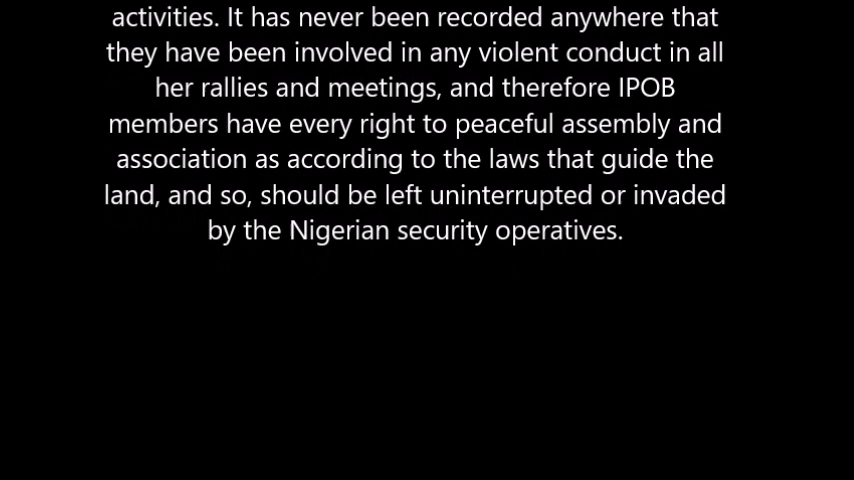 activities. It has never been recorded anywhere that
they have been involved in any violent conduct in all
her rallies and meetings, and therefore IPOB
members have every right to peaceful assembly and
association as according to the laws that guide the
land, and so, should be left uninterrupted or invaded
by the Nigerian security operatives.